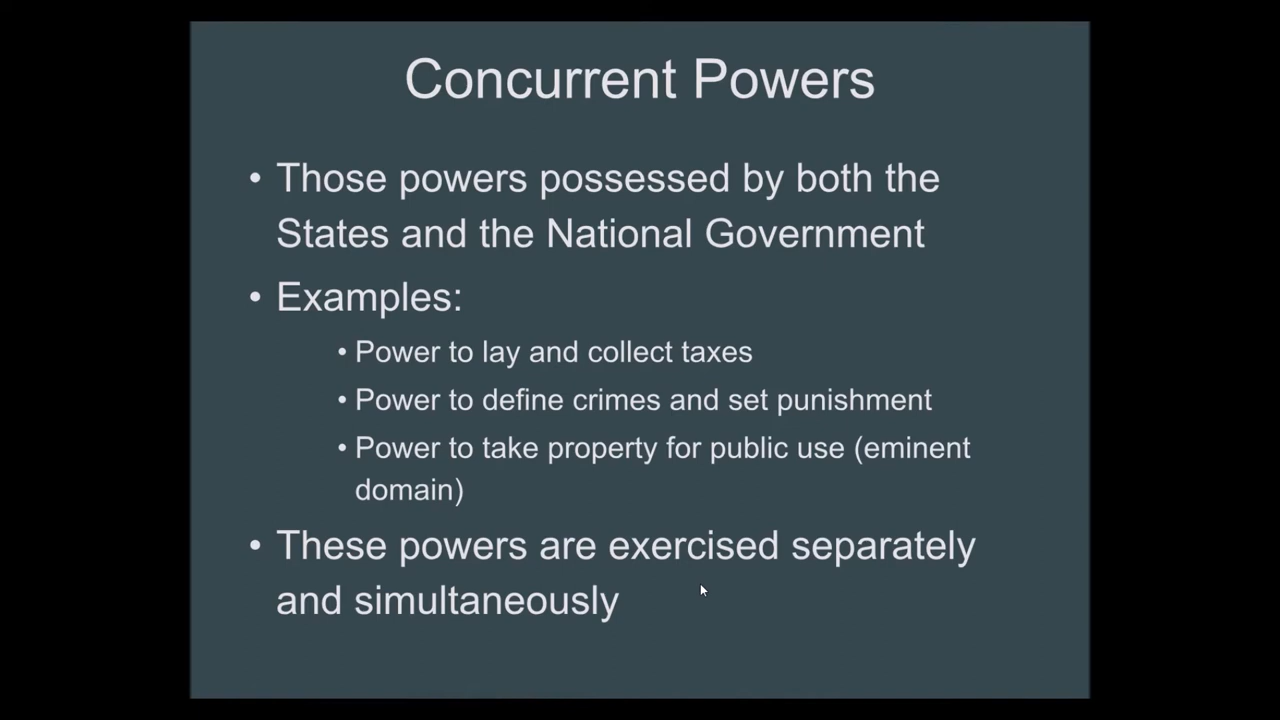 Concurrent Powers
• Those powers possessed by both the
States and the National Government
• Examples:
• Power to lay and collect taxes
• Power to define crimes and set punishment
• Power to take property for public use (eminent
domain)
• These powers are exercised separately
and simultaneously